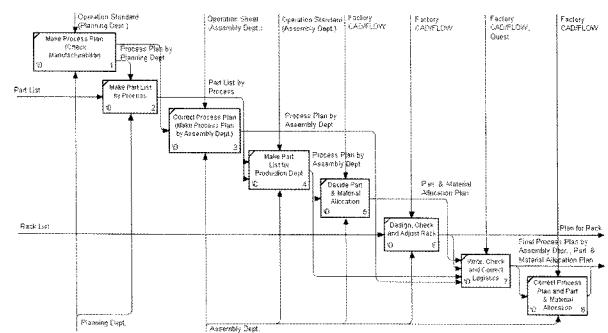 Operation Standard
(Planning Dept.)
Operation Sheet
(Assembly Dept.)
Operation Standard
(Assembly Dept.)
Factory
CAD/FLOW
Factory
CAD/FLOW
Factory
CAD/FLOW,
Quest
Factory
CAD/FLOW
Make Process Plan
(Check
Manufacturability)
1
Process Plan by
Planning Dept
Part List
Make Part List
by Process
2
Part List by
Process
Correct Process Plan
(Make Process Plan
by Assembly Dept.)
3
Process Plan by
Assembly Dept
Make Part
List by
Production Dept
4
Process Plan by
Assembly Dept
Decide Part
& Material
Allocation
5
Part & Material
Allocation Plan
Rack List
Design, Check
and Adjust Rack
6
Plan for Rack
Final Process Plan by
Assembly Dept., Part &
Material Allocation Plan
Check
and Correct
Logistics
7
Correct Process
Plan and Part
& Material
Allocation
8
Planning Dept.
Assembly Dept.